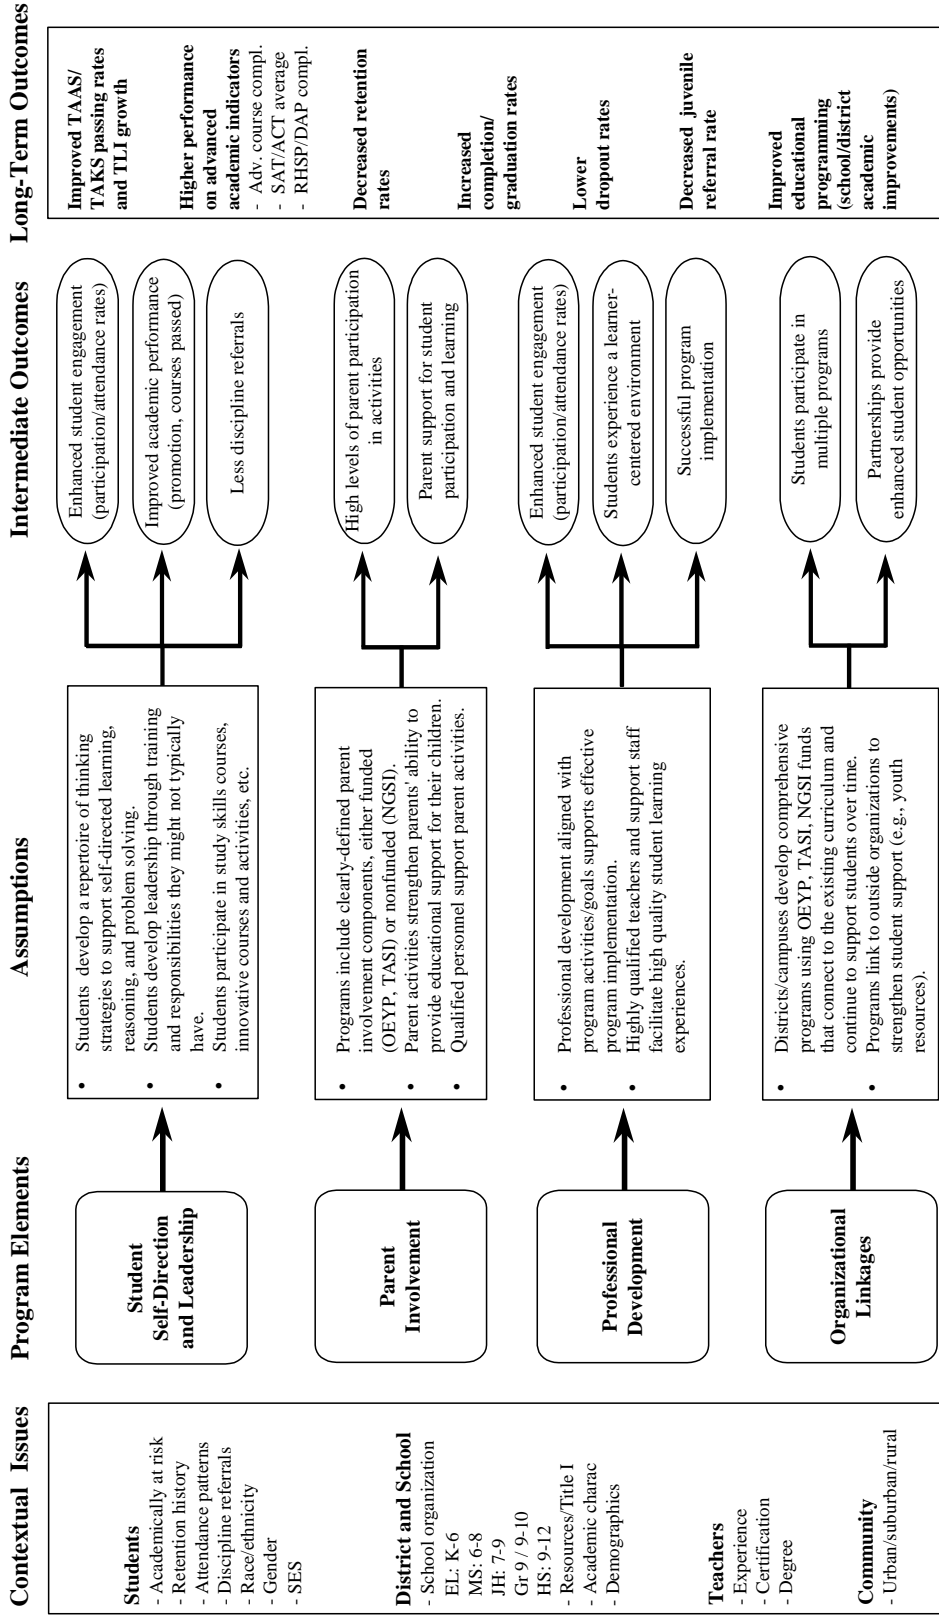 Contextual Issues
Students
- Academically at risk
- Retention history
- Attendance patterns
- Discipline referrals
- Race/ethnicity
- Gender
- SES
District and School
- School organization
EL: K-6
MS: 6-8
JH: 7-9
Gr 9 / 9-10
HS: 9-12
- Resources/Title I
- Academic charac
- Demographics
Teachers
- Experience
- Certification
- Degree
Community
- Urban/suburban/rural
Program Elements
Student
Self-Direction
and Leadership
Parent
Involvement
Professional
Development
Organizational
Linkages
Assumptions
• Students develop a repertoire of thinking
strategies to support self-directed learning,
reasoning, and problem solving.
• Students develop leadership through training
and responsibilities they might not typically
have.
• Students participate in study skills courses,
innovative courses and activities, etc.
• Programs include clearly-defined parent
involvement components, either funded
(OEYP, TASI) or nonfunded (NGSI).
• Parent activities strengthen parents' ability to
provide educational support for their children.
• Qualified personnel support parent activities.
• Professional development aligned with
program activities/goals supports effective
program implementation.
• Highly qualified teachers and support staff
facilitate high quality student learning
experiences.
• Districts/campuses develop comprehensive
programs using OEYP, TASI, NGSI funds
that connect to the existing curriculum and
continue to support students over time.
• Programs link to outside organizations to
strengthen student support (e.g., youth
resources).
Intermediate Outcomes
Enhanced student engagement
(participation/attendance rates)
Improved academic performance
(promotion, courses passed)
Less discipline referrals
High levels of parent participation
in activities
Parent support for student
participation and learning
Enhanced student engagement
(participation/attendance rates)
Students experience a learner-
centered environment
Successful program
implementation
Students participate in
multiple programs
Partnerships provide
enhanced student opportunities
Long-Term Outcomes
Improved TAAS/
TAKS passing rates
and TLI growth
Higher performance
on advanced
academic indicators
- Adv. course compl.
- SAT/ACT average
- RHSP/DAP compl.
Decreased retention
rates
Increased
completion/
graduation rates
Lower
dropout rates
Decreased juvenile
referral rate
Improved
educational
programming
(school/district
academic
improvements)